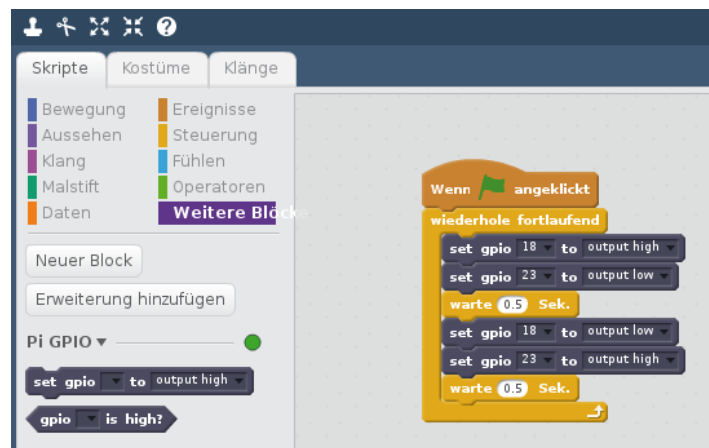 Skripte Kostüme Klänge
Bewegung Ereignisse
Aussehen Steuerung
Klang Fühlen
Malstift Operatoren
Daten Weitere Blöcke
Neuer Block
Erweiterung hinzufügen
Pi GPIO
set gpio to output high
gpio is high?
Wenn angeklickt
wiederhole fortlaufend
set gpio 18 to output high
set gpio 23 to output low
warte 0.5 Sek.
set gpio 18 to output low
set gpio 23 to output high
warte 0.5 Sek.